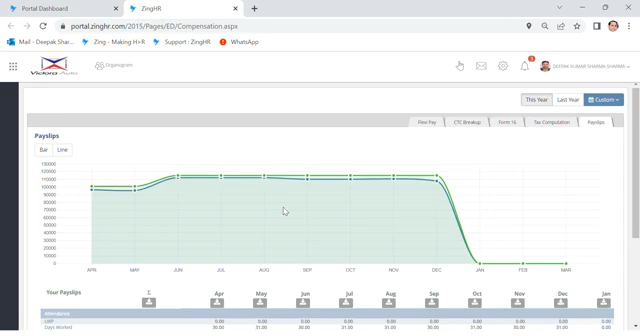 Portal Dashboard
ZingHR
portal.zinghr.com/2015/Pages/ED/Compensation.aspx
Mail - Deepak Shar...
Zing - Making H>R
Support : ZingHR
WhatsApp
Victora Auto
Organogram
DEEPAK KUMAR SHARMA SHARMA
This Year
Last Year
Custom
Flexi Pay
CTC Breakup
Form 16
Tax Computation
Payslips
Payslips
Bar
Line
130000
120000
110000
100000
90000
80000
70000
60000
50000
40000
30000
20000
10000
0
APR MAY JUN JUL AUG SEP OCT NOV DEC JAN FEB MAR
Your Payslips Σ Apr May Jun Jul Aug Sep Oct Nov Dec Jan
Attendance
LWP 0.00 0.00 0.00 0.00 0.00 0.00 0.00 0.00 0.00 0.00
Days Worked 30.00 31.00 30.00 31.00 31.00 30.00 31.00 30.00 31.00 0.00